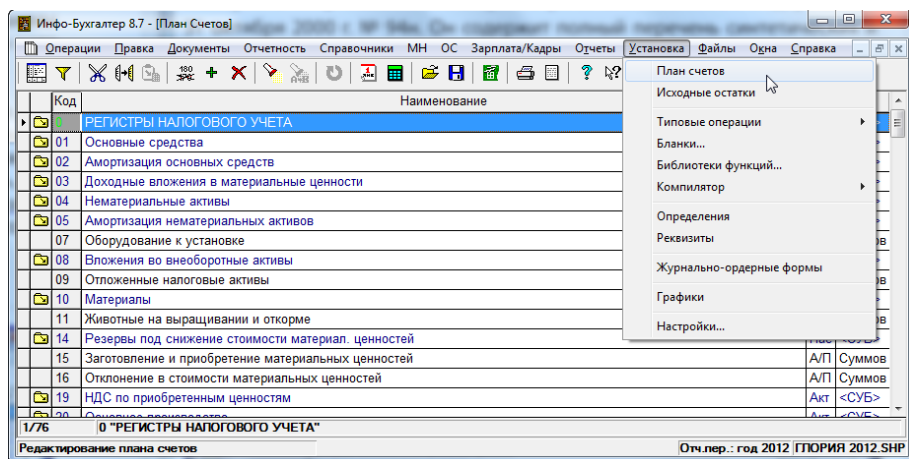 Инфо-Бухгалтер 8.7 - [План Счетов]
Операции Правка Документы Отчетность Справочники МН ОС Зарплата/Кадры Отчеты Установка Файлы Окна Справка
Код Наименование
0 РЕГИСТРЫ НАЛОГОВОГО УЧЕТА
01 Основные средства
02 Амортизация основных средств
03 Доходные вложения в материальные ценности
04 Нематериальные активы
05 Амортизация нематериальных активов
07 Оборудование к установке
08 Вложения во внеоборотные активы
09 Отложенные налоговые активы
10 Материалы
11 Животные на выращивании и откорме
14 Резервы под снижение стоимости материал. ценностей
15 Заготовление и приобретение материальных ценностей А/П Суммов
16 Отклонение в стоимости материальных ценностей А/П Суммов
19 НДС по приобретенным ценностям Акт <СУБ>
20 Основное производство Акт <СУБ>
План счетов
Исходные остатки
Типовые операции
Бланки...
Библиотеки функций...
Компилятор
Определения
Реквизиты
Журнально-ордерные формы
Графики
Настройки...
1/76 0 "РЕГИСТРЫ НАЛОГОВОГО УЧЕТА"
Редактирование плана счетов Отч.пер.: год 2012 ГЛОРИЯ 2012.SHP